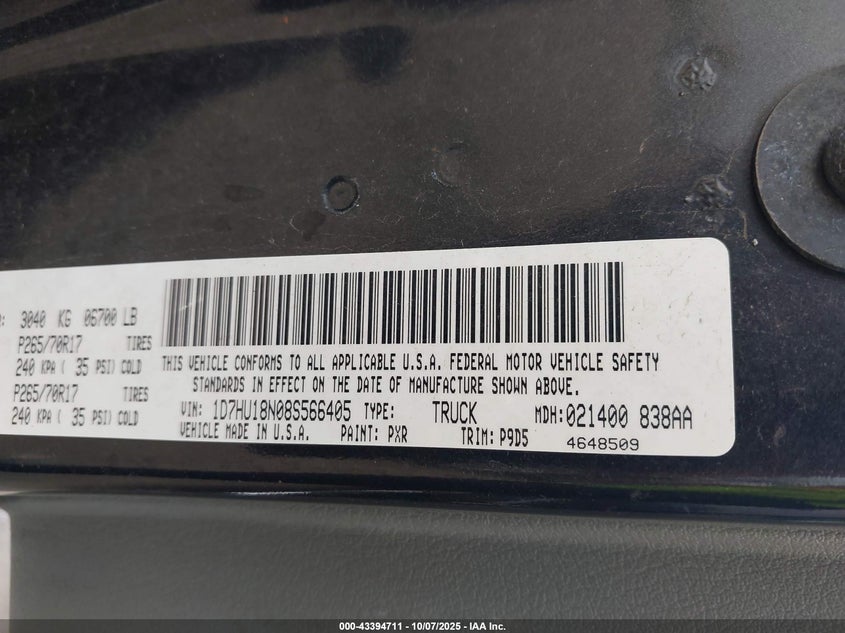 3040 KG 06700 LB
P265/70R17 TIRES
240 KPA ( 35 PSI) COLD
P265/70R17 TIRES
240 KPA ( 35 PSI) COLD
THIS VEHICLE CONFORMS TO ALL APPLICABLE U.S.A. FEDERAL MOTOR VEHICLE SAFETY
STANDARDS IN EFFECT ON THE DATE OF MANUFACTURE SHOWN ABOVE.
VIN: 1D7HU18N08S566405 TYPE: TRUCK MDH:021400 838AA
VEHICLE MADE IN U.S.A. PAINT: PXR TRIM: P9D5 4648509
000-43394711 - 10/07/2025 - IAA Inc.